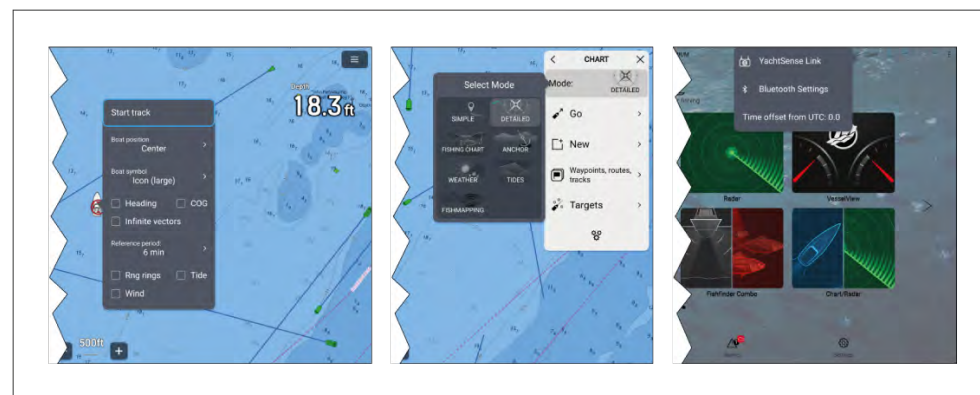 Start track
Boat position
Center
Boat symbol
Icon (large)
Heading
COG
Infinite vectors
Reference period:
6 min
Rng rings
Tide
Wind
Depth
18.3 ft
500ft
CHART
Mode:
DETAILED
Go
New
Waypoints, routes,
tracks
Targets
Select Mode
SIMPLE
DETAILED
FISHING CHART
ANCHOR
WEATHER
TIDES
FISHMAPPING
YachtSense Link
Bluetooth Settings
Time offset from UTC: 0.0
Radar
VesselView
Fishfinder Combo
Chart/Radar